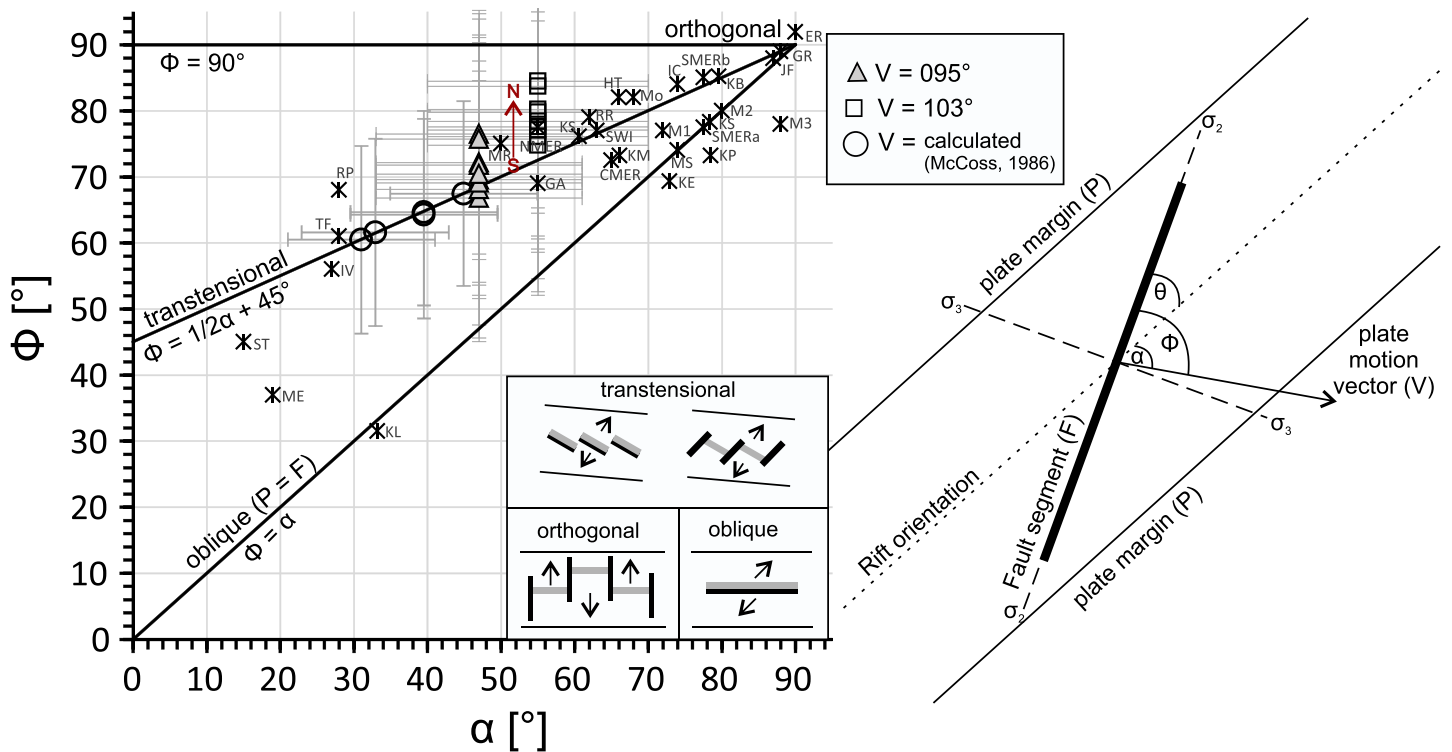 orthogonal
Φ = 90°
90
80
70
60
50
40
30
20
10
0
Φ [°]
0
10
20
30
40
50
60
70
80
90
α [°]
N
S
ER
GR
JF
SMERb
IC
KB
HT
Mo
RR
KS
SWI
M1
M2
KS
SMERa
M3
MR
NMER
KM
CMER
MS
KP
KE
GA
RP
TF
IV
ST
ME
KL
transtensional
Φ = 1/2α + 45°
oblique (P = F)
Φ = α
transtensional
orthogonal
oblique
V = 095°
V = 103°
V = calculated
(McCoss, 1986)
σ2
plate margin (P)
σ3
θ
Φ
α
plate
motion
vector (V)
σ3
Rift orientation
Fault segment (F)
plate margin (P)
σ2